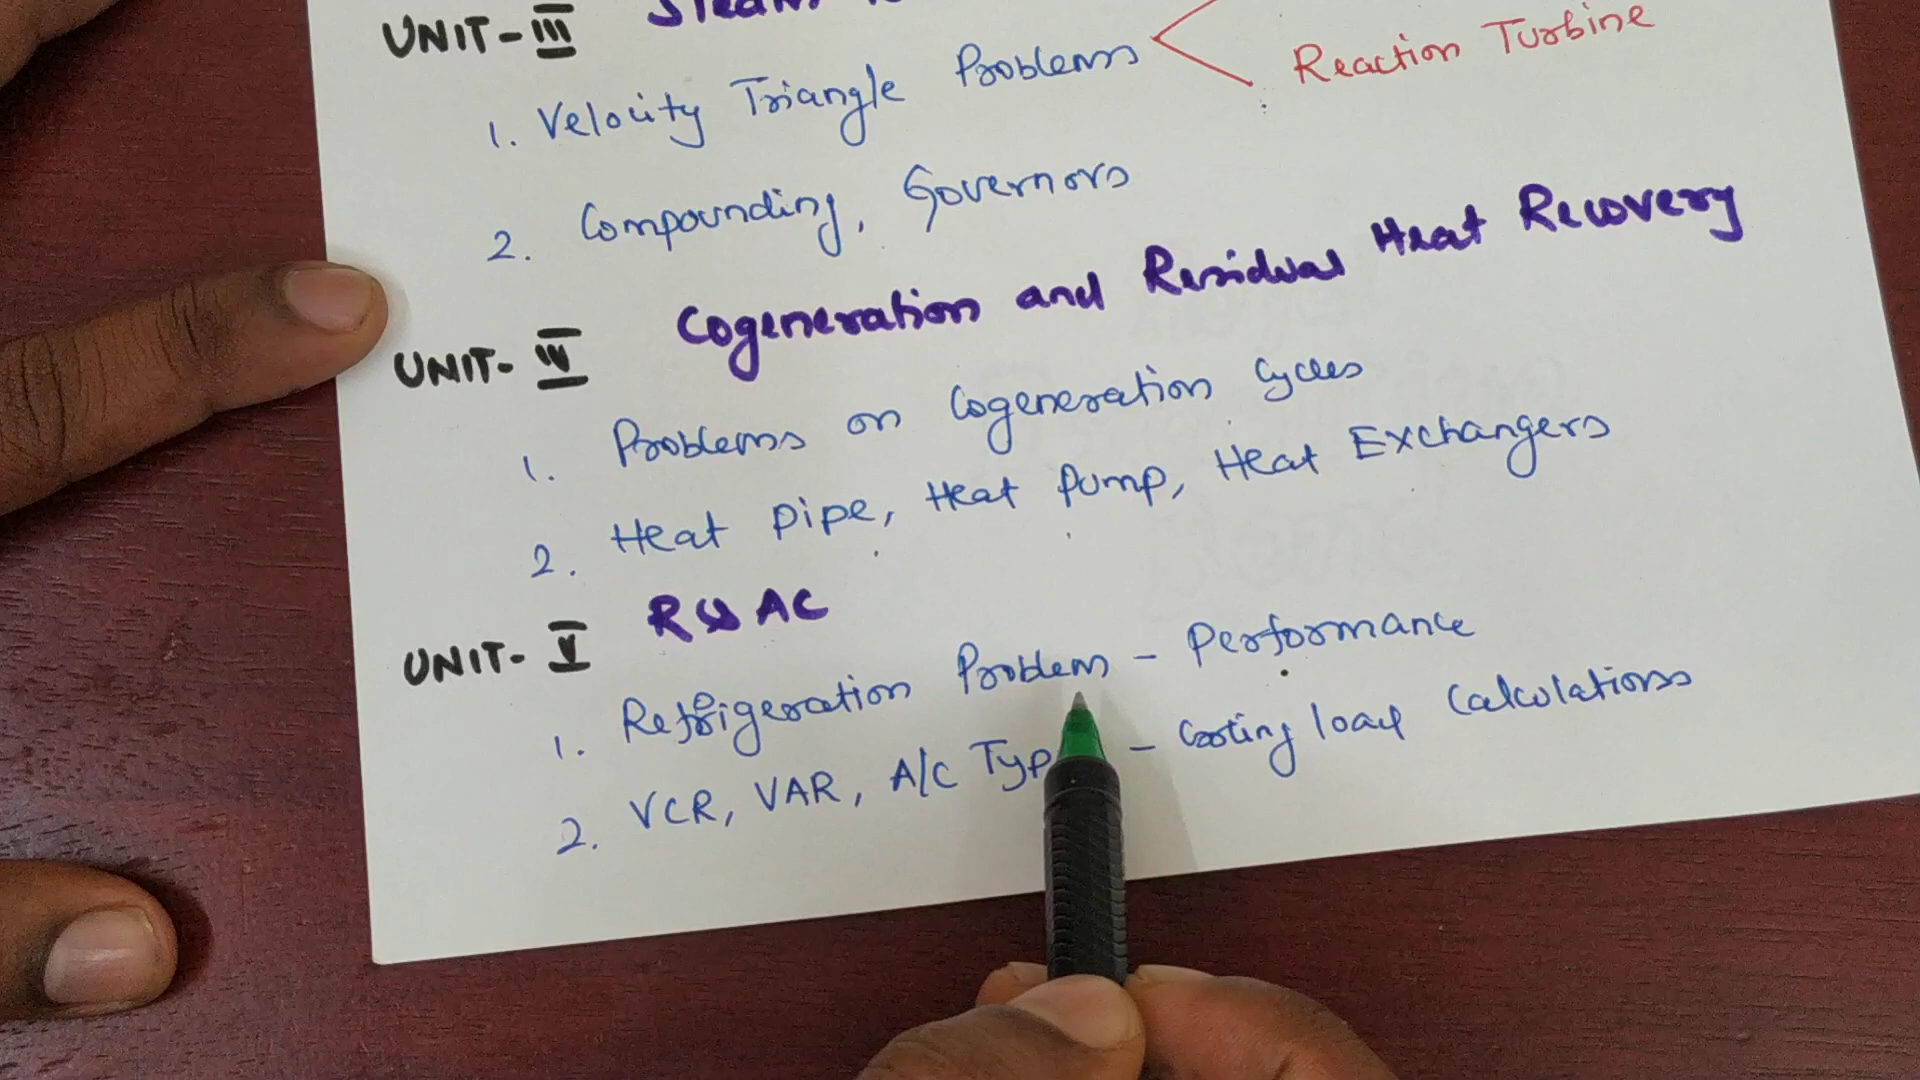 UNIT-III Steam
1. Velocity Triangle Problems
Reaction Turbine
2. Compounding, Governors
UNIT-IV Cogeneration and Residual Heat Recovery
1. Problems on Cogeneration Cycles
2. Heat pipe, Heat Pump, Heat Exchangers
UNIT-V R&AC
1. Refrigeration Problem - Performance
2. VCR, VAR, A/C Typ - Cooling load Calculations